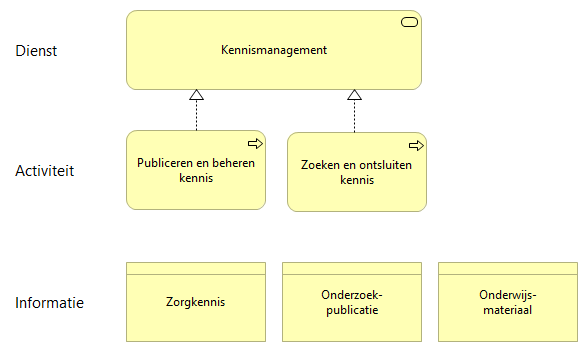 Dienst
Kennismanagement
Activiteit
Publiceren en beheren
kennis
Zoeken en ontsluiten
kennis
Informatie
Zorgkennis
Onderzoek-
publicatie
Onderwijs-
materiaal